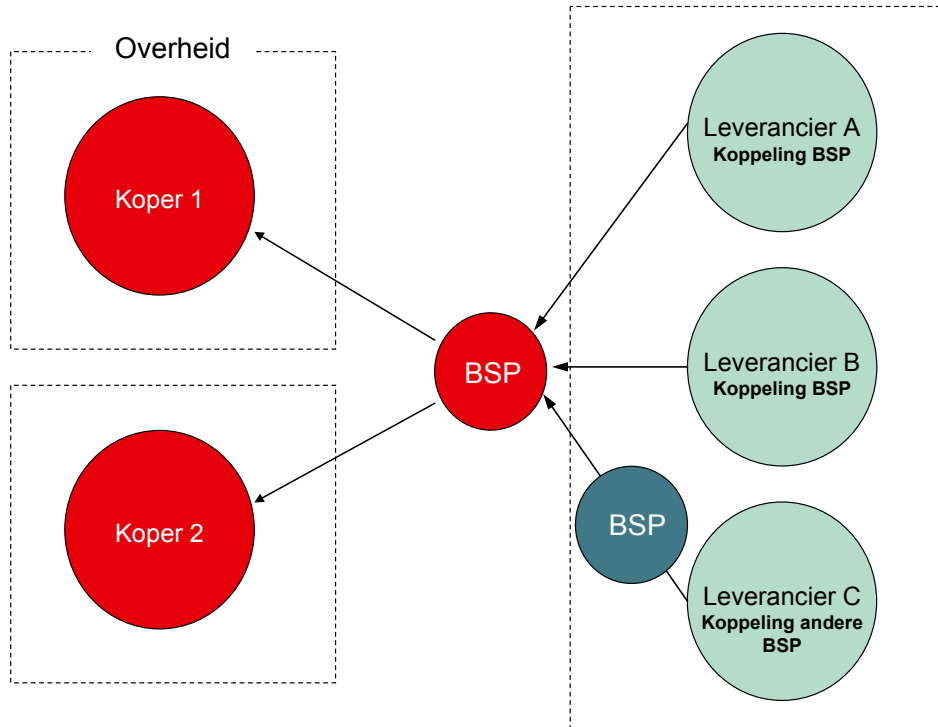 Overheid
Koper 1
Koper 2
BSP
BSP
Leverancier A
Koppeling BSP
Leverancier B
Koppeling BSP
Leverancier C
Koppeling andere
BSP